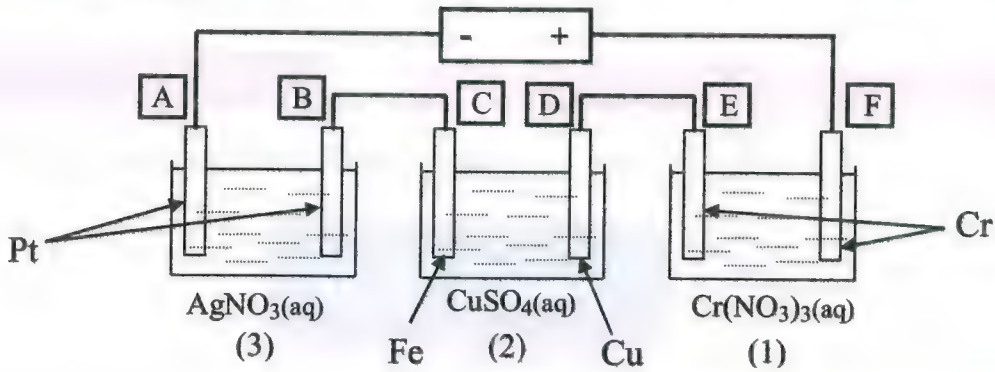 - +
A B C D E F
Pt
Cr
AgNO₃(aq) CuSO₄(aq) Cr(NO₃)₃(aq)
(3) Fe (2) Cu (1)